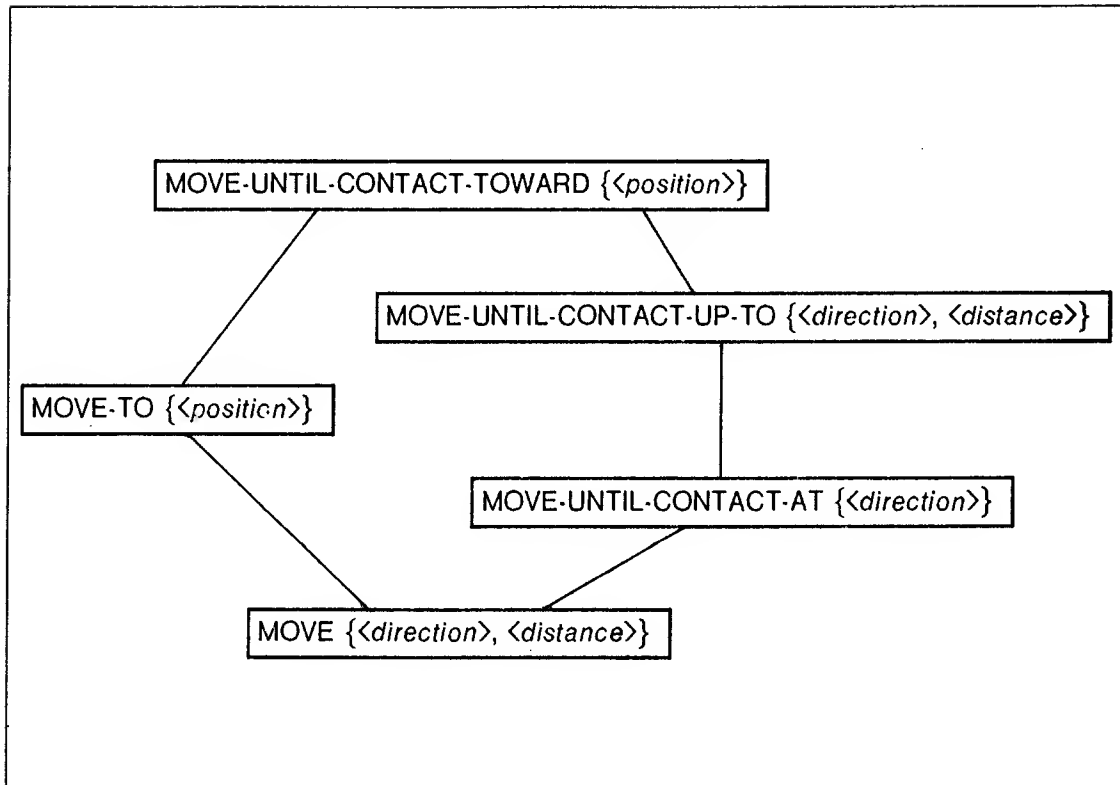 MOVE-UNTIL-CONTACT-TOWARD {<position>}
MOVE-UNTIL-CONTACT-UP-TO {<direction>, <distance>}
MOVE-TO {<position>}
MOVE-UNTIL-CONTACT-AT {<direction>}
MOVE {<direction>, <distance>}